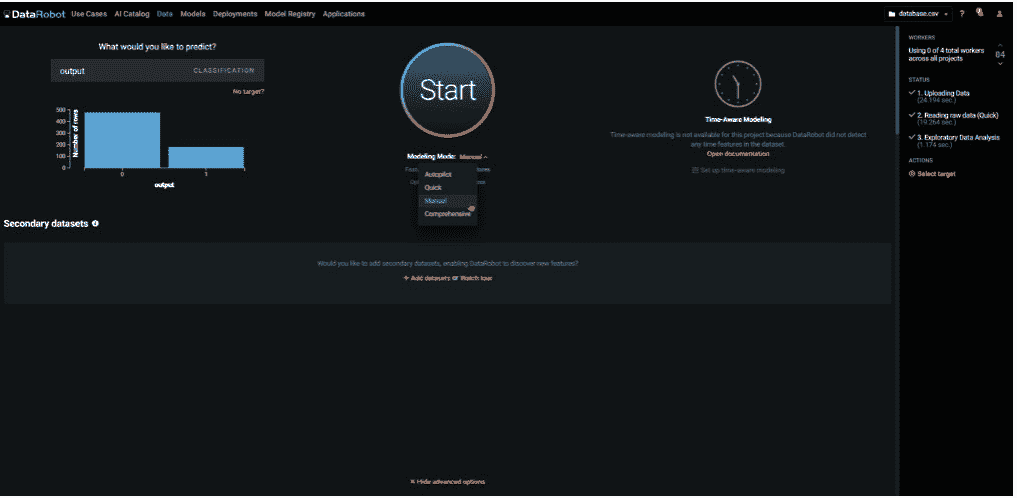 DataRobot Use Cases AI Catalog Data Models Deployments Model Registry Applications database.csv ?
What would you like to predict?
output CLASSIFICATION
No target?
Number of rows
500
400
300
200
100
0
0 1
output
Start
Modeling Mode: Manual
Autopilot
Quick
Manual
Comprehensive
Time-Aware Modeling
Time-aware modeling is not available for this project because DataRobot did not detect
any time features in the dataset.
Open documentation
Set up time-aware modeling
Secondary datasets
Would you like to add secondary datasets, enabling DataRobot to discover new features?
+ Add datasets or Watch tour
Hide advanced options
WORKERS
Using 0 of 4 total workers
across all projects
84
STATUS
1. Uploading Data
(24.194 sec.)
2. Reading raw data (Quick)
(19.264 sec.)
3. Exploratory Data Analysis
(1.174 sec.)
ACTIONS
Select target